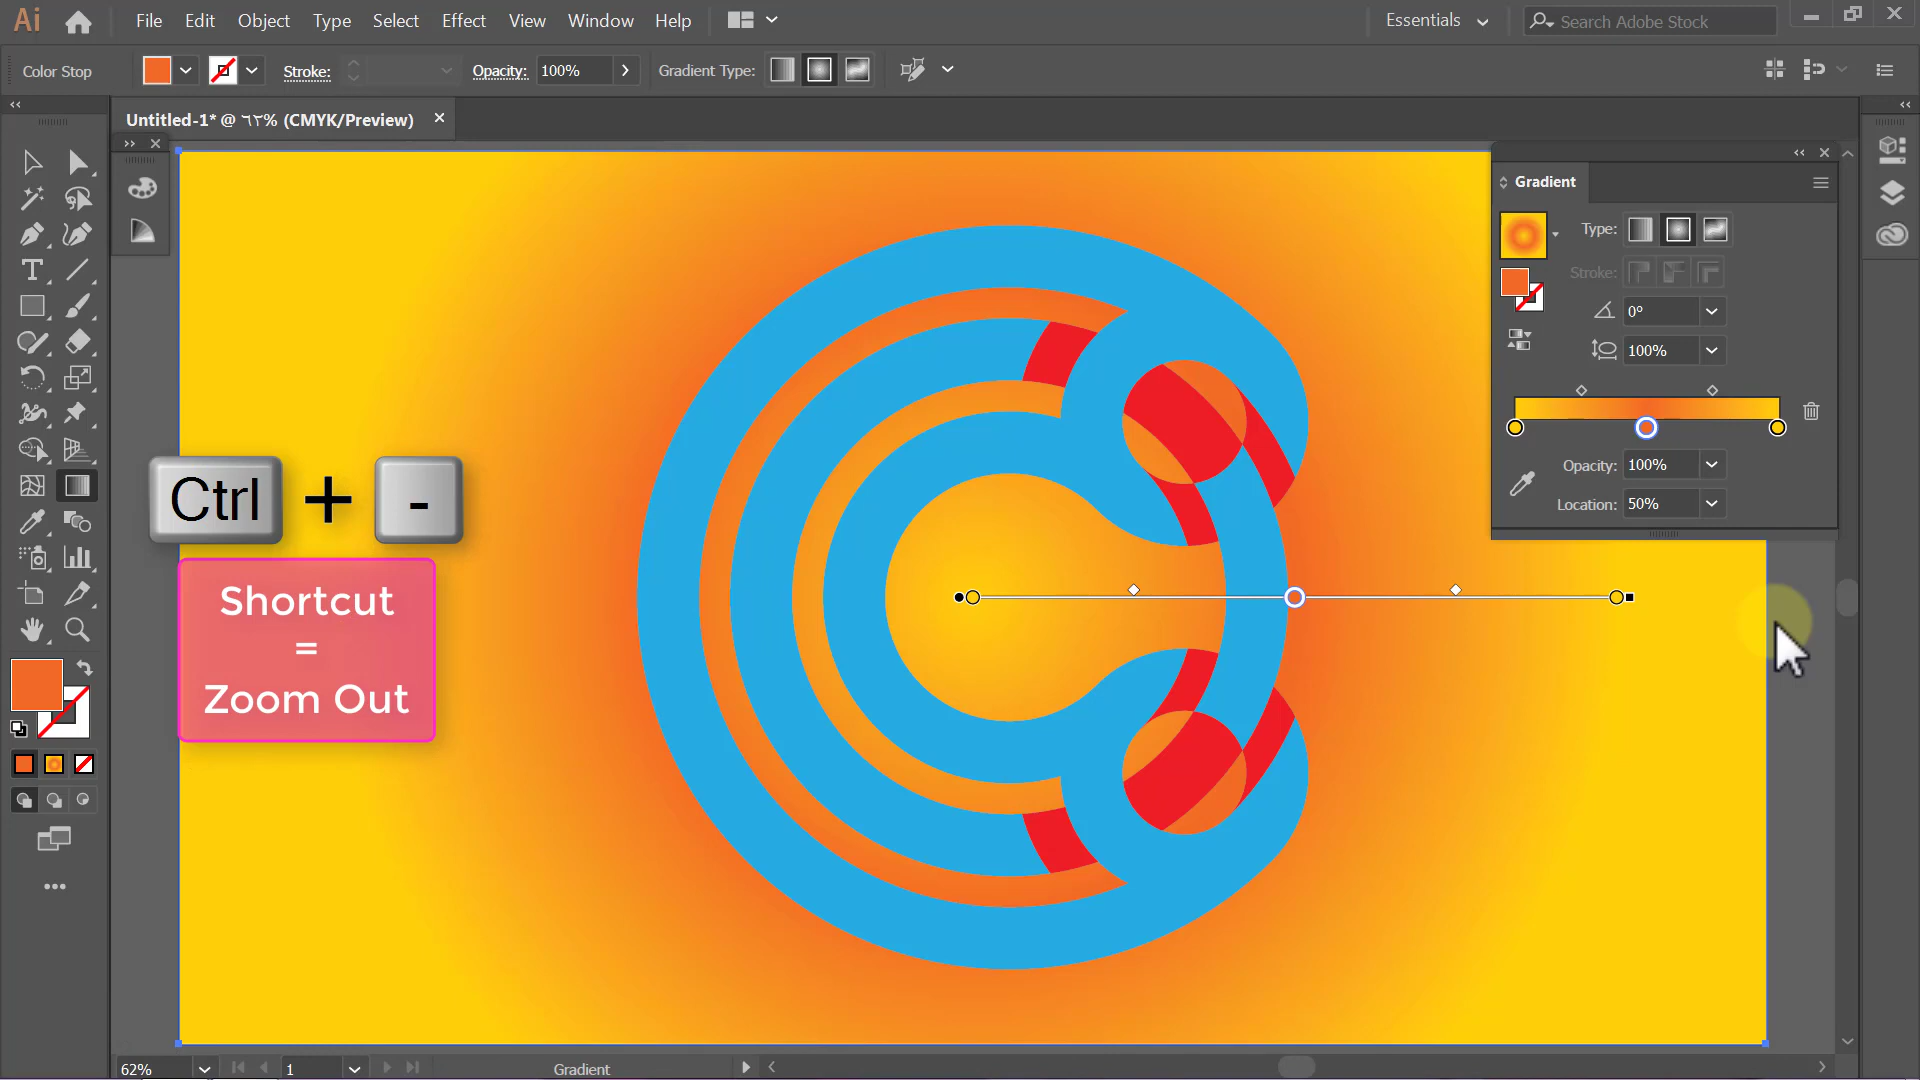 Ai File Edit Object Type Select Effect View Window Help Essentials Search Adobe Stock
Color Stop Stroke: Opacity: 100% Gradient Type:
Untitled-1* @ ٦٢% (CMYK/Preview)
Gradient
Type:
Stroke:
0°
100%
Opacity: 100%
Location: 50%
Ctrl + -
Shortcut
=
Zoom Out
62% 1 Gradient